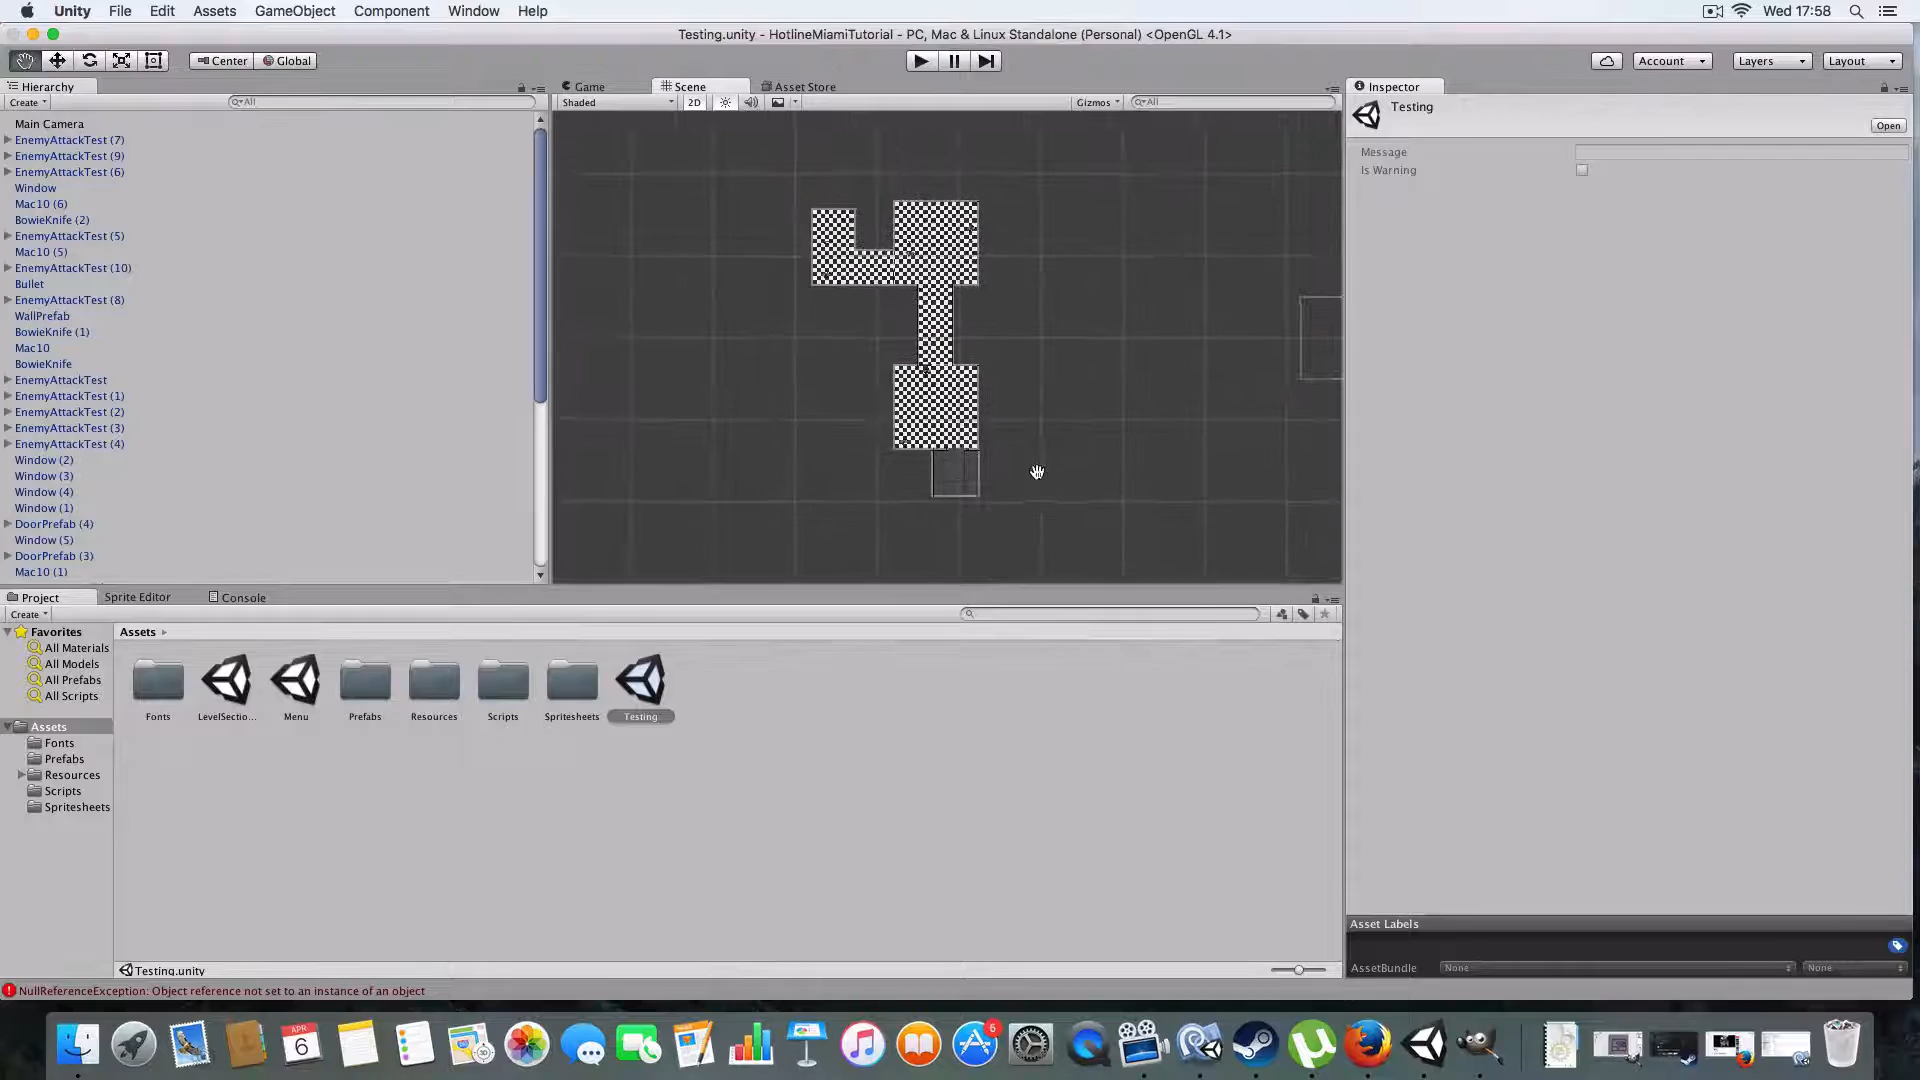 Unity File Edit Assets GameObject Component Window Help
Wed 17:58
Testing.unity - HotlineMiamiTutorial - PC, Mac & Linux Standalone (Personal) <OpenGL 4.1>
Center Global
Account Layers Layout
Hierarchy
Create All
Main Camera
EnemyAttackTest (7)
EnemyAttackTest (9)
EnemyAttackTest (6)
Window
Mac10 (6)
BowieKnife (2)
EnemyAttackTest (5)
Mac10 (5)
EnemyAttackTest (10)
Bullet
EnemyAttackTest (8)
WallPrefab
BowieKnife (1)
Mac10
BowieKnife
EnemyAttackTest
EnemyAttackTest (1)
EnemyAttackTest (2)
EnemyAttackTest (3)
EnemyAttackTest (4)
Window (2)
Window (3)
Window (4)
Window (1)
DoorPrefab (4)
Window (5)
DoorPrefab (3)
Mac10 (1)
Game Scene Asset Store
Shaded 2D Gizmos All
Inspector
Testing
Open
Message
Is Warning
Project Sprite Editor Console
Create
Favorites
All Materials
All Models
All Prefabs
All Scripts
Assets
Fonts
Prefabs
Resources
Scripts
Spritesheets
Assets
Fonts LevelSectio... Menu Prefabs Resources Scripts Spritesheets Testing
Testing.unity
Asset Labels
AssetBundle None None
NullReferenceException: Object reference not set to an instance of an object
APR
6
6